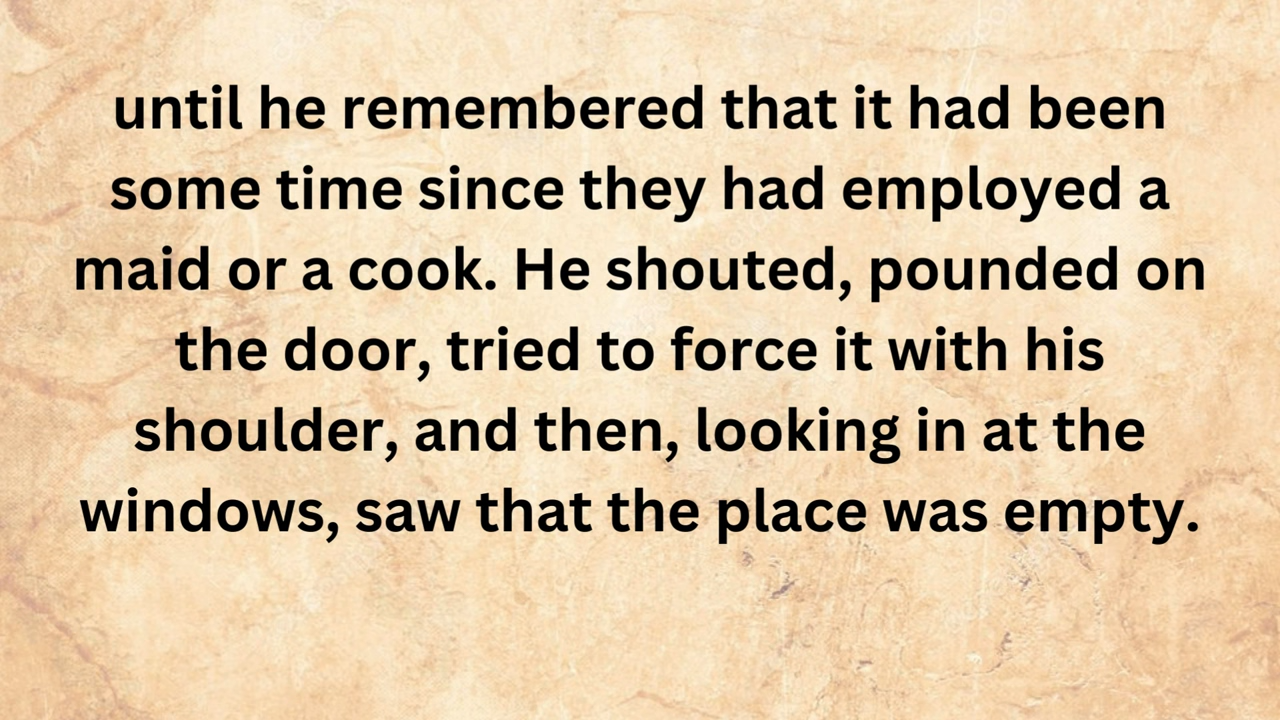 until he remembered that it had been
some time since they had employed a
maid or a cook. He shouted, pounded on
the door, tried to force it with his
shoulder, and then, looking in at the
windows, saw that the place was empty.